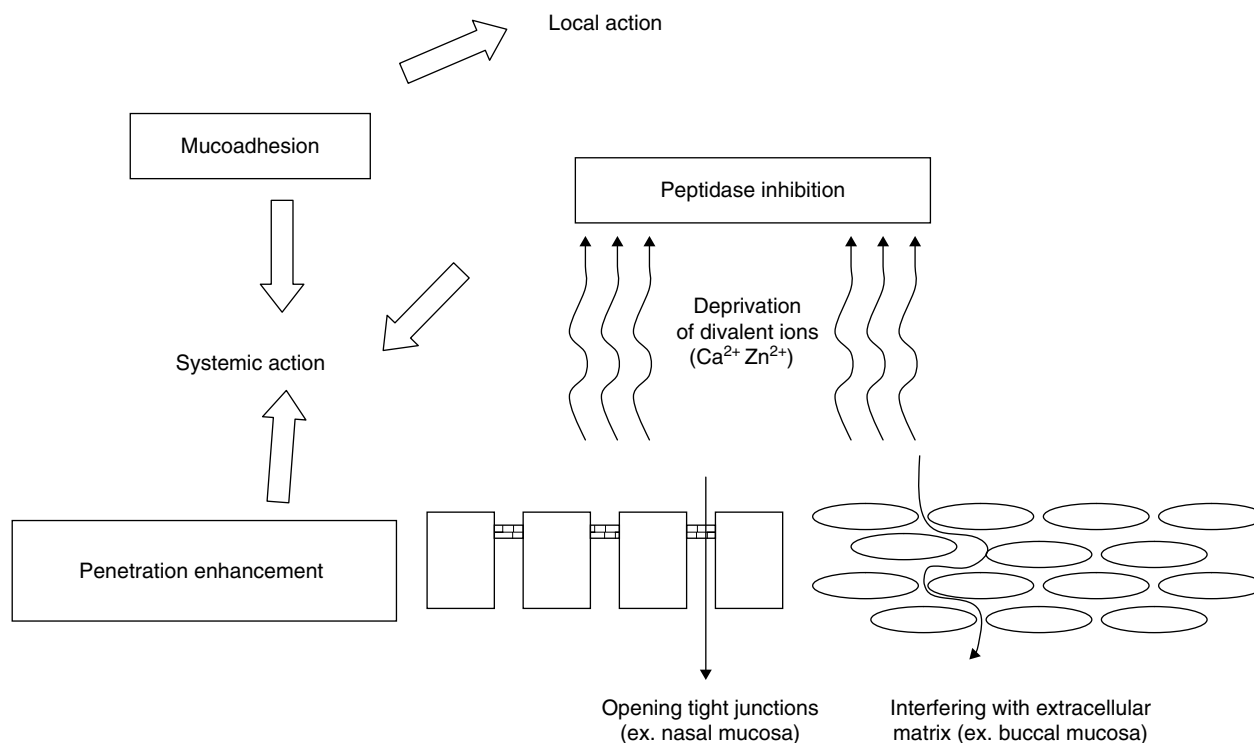 Local action
Mucoadhesion
Peptidase inhibition
Deprivation
of divalent ions
(Ca²⁺ Zn²⁺)
Systemic action
Penetration enhancement
Opening tight junctions
(ex. nasal mucosa)
Interfering with extracellular
matrix (ex. buccal mucosa)